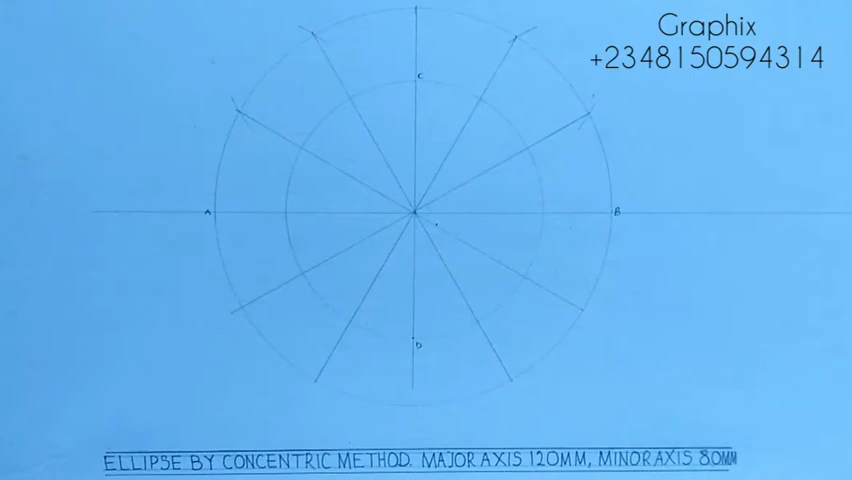 Graphix
+2348150594314
C
A
B
D
ELLIPSE BY CONCENTRIC METHOD. MAJOR AXIS 120MM, MINOR AXIS 80MM